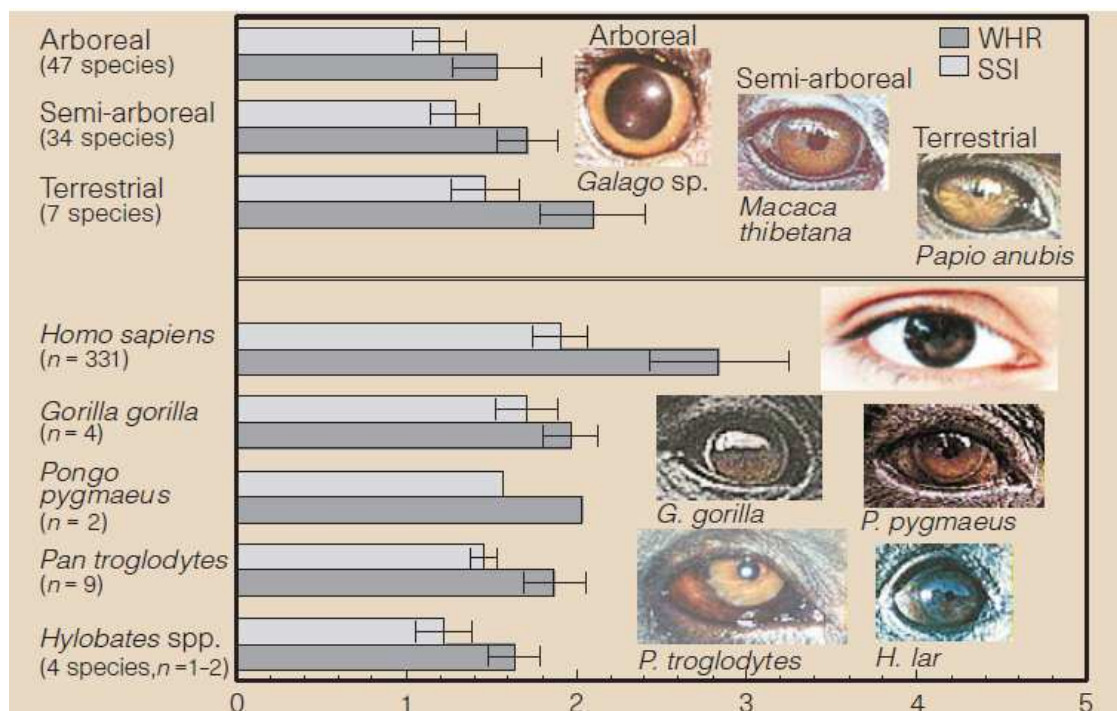 Arboreal
(47 species)
Semi-arboreal
(34 species)
Terrestrial
(7 species)
Homo sapiens
(n = 331)
Gorilla gorilla
(n = 4)
Pongo
pygmaeus
(n = 2)
Pan troglodytes
(n = 9)
Hylobates spp.
(4 species,n =1–2)
Arboreal
Galago sp.
Semi-arboreal
Macaca
thibetana
Terrestrial
Papio anubis
WHR
SSI
G. gorilla
P. pygmaeus
P. troglodytes
H. lar
0 1 2 3 4 5